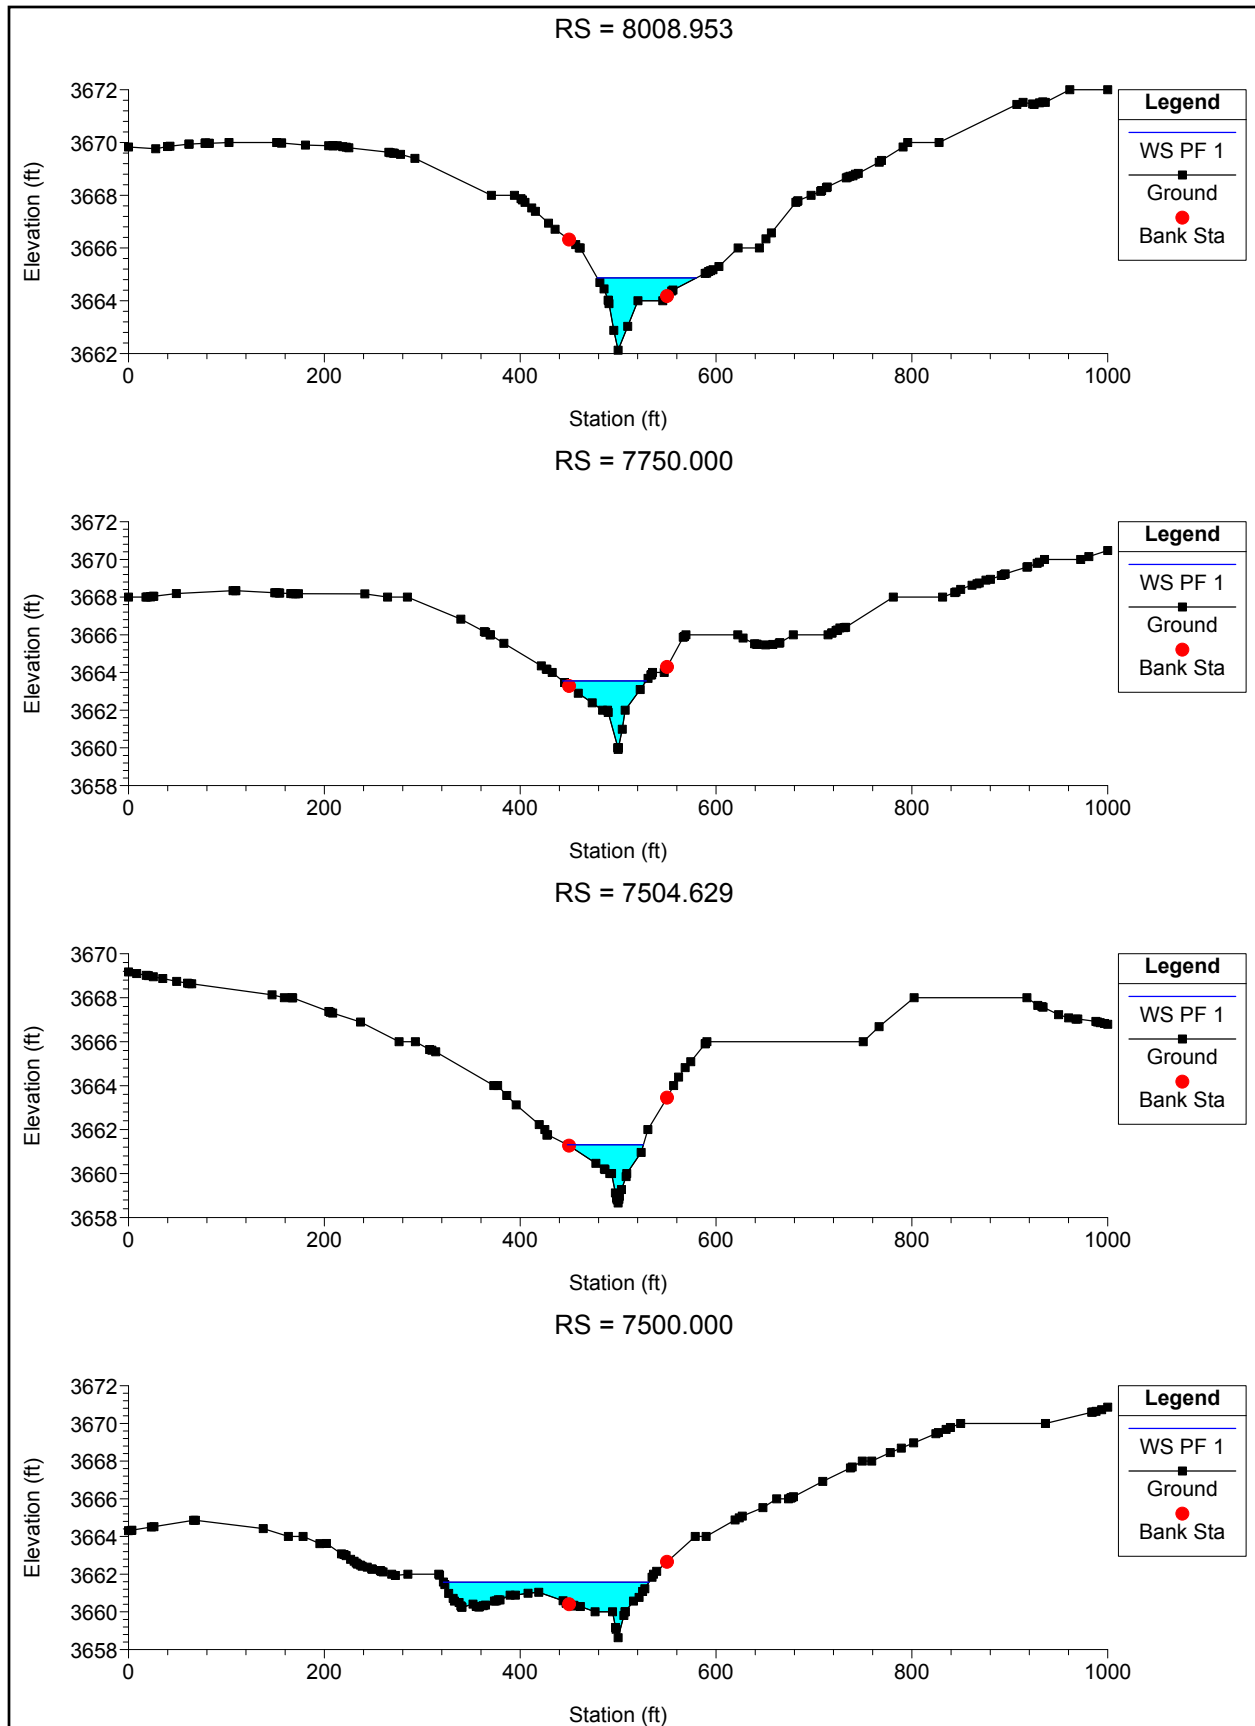 RS = 8008.953
Elevation (ft)
3672
3670
3668
3666
3664
3662
0 200 400 600 800 1000
Station (ft)
Legend
WS PF 1
Ground
Bank Sta
RS = 7750.000
Elevation (ft)
3672
3670
3668
3666
3664
3662
3660
3658
0 200 400 600 800 1000
Station (ft)
Legend
WS PF 1
Ground
Bank Sta
RS = 7504.629
Elevation (ft)
3670
3668
3666
3664
3662
3660
3658
0 200 400 600 800 1000
Station (ft)
Legend
WS PF 1
Ground
Bank Sta
RS = 7500.000
Elevation (ft)
3672
3670
3668
3666
3664
3662
3660
3658
0 200 400 600 800 1000
Station (ft)
Legend
WS PF 1
Ground
Bank Sta